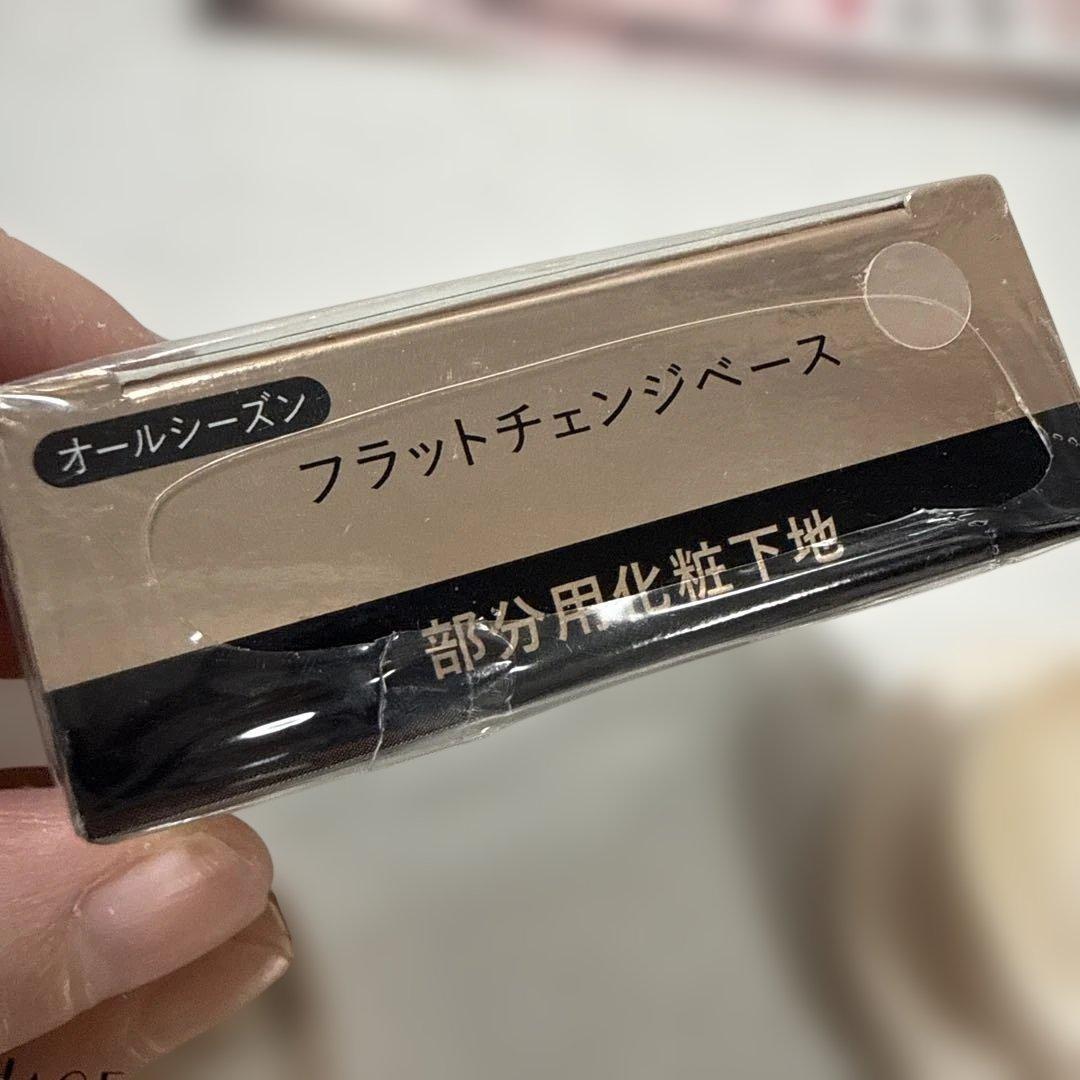 オールシーズン
フラットチェンジベース
部分用化粧下地